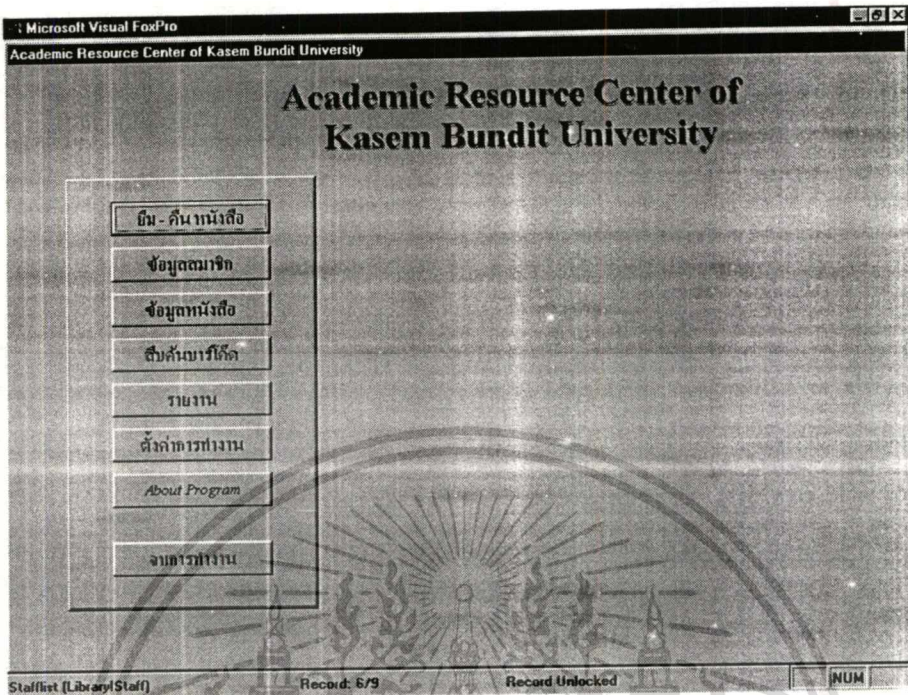 Microsoft Visual FoxPro
Academic Resource Center of Kasem Bundit University
Academic Resource Center of
Kasem Bundit University
ยืม - คืน หนังสือ
ข้อมูลสมาชิก
ข้อมูลหนังสือ
สืบค้นบาร์โค๊ด
รายงาน
ตั้งค่าการทำงาน
About Program
จบการทำงาน
Stafflist (Library!Staff) Record: 6/9 Record Unlocked NUM